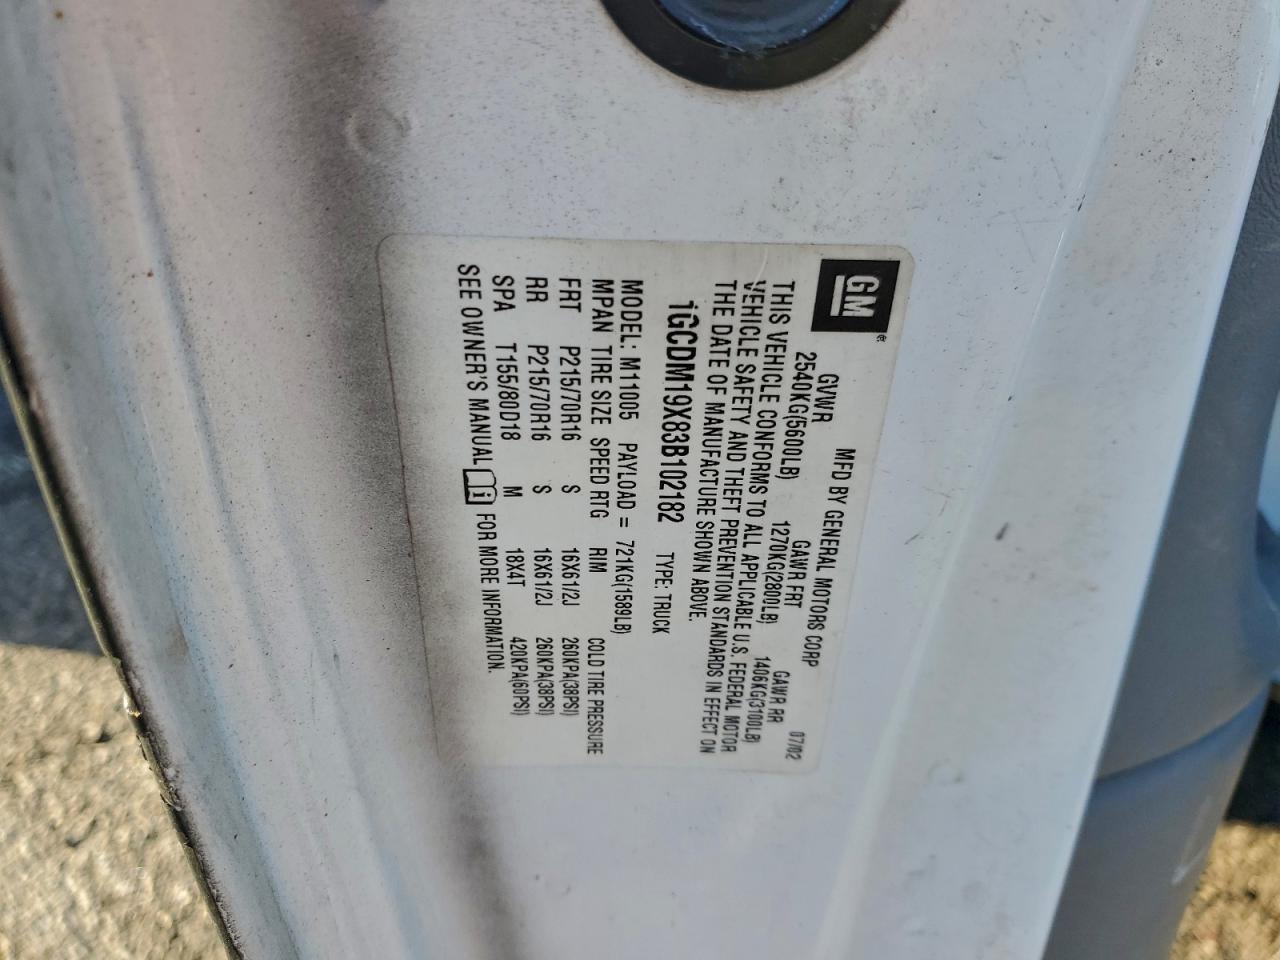 GM®
MFD BY GENERAL MOTORS CORP 07/02
GVWR GAWR FRT GAWR RR
2540KG(5600LB) 1270KG(2800LB) 1406KG(3100LB)
THIS VEHICLE CONFORMS TO ALL APPLICABLE U.S. FEDERAL MOTOR
VEHICLE SAFETY AND THEFT PREVENTION STANDARDS IN EFFECT ON
THE DATE OF MANUFACTURE SHOWN ABOVE.
1GCDM19X83B102182 TYPE: TRUCK
MODEL: M11005 PAYLOAD = 721KG(1589LB)
MPAN TIRE SIZE SPEED RTG RIM COLD TIRE PRESSURE
FRT P215/70R16 S 16X61/2J 260KPA(38PSI)
RR P215/70R16 S 16X61/2J 260KPA(38PSI)
SPA T155/80D18 M 18X4T 420KPA(60PSI)
SEE OWNER'S MANUAL i FOR MORE INFORMATION.